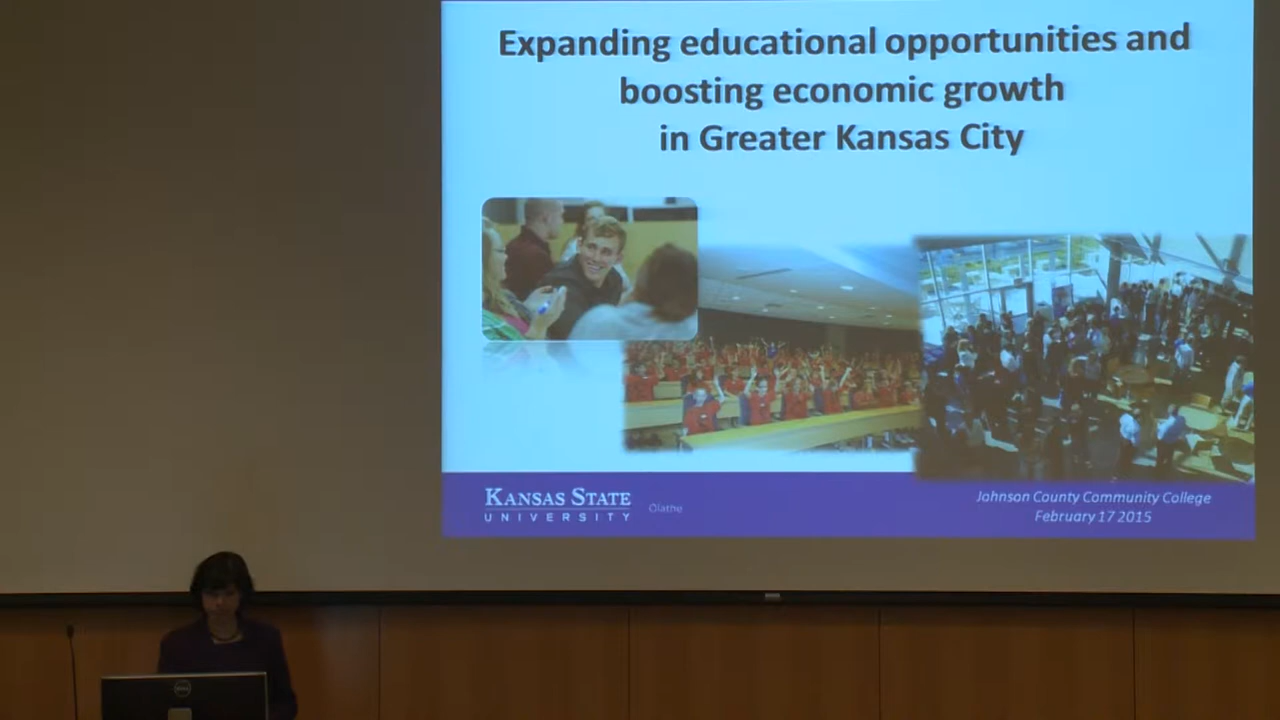 Expanding educational opportunities and
boosting economic growth
in Greater Kansas City
KANSAS STATE
UNIVERSITY
Olathe
Johnson County Community College
February 17 2015
DELL